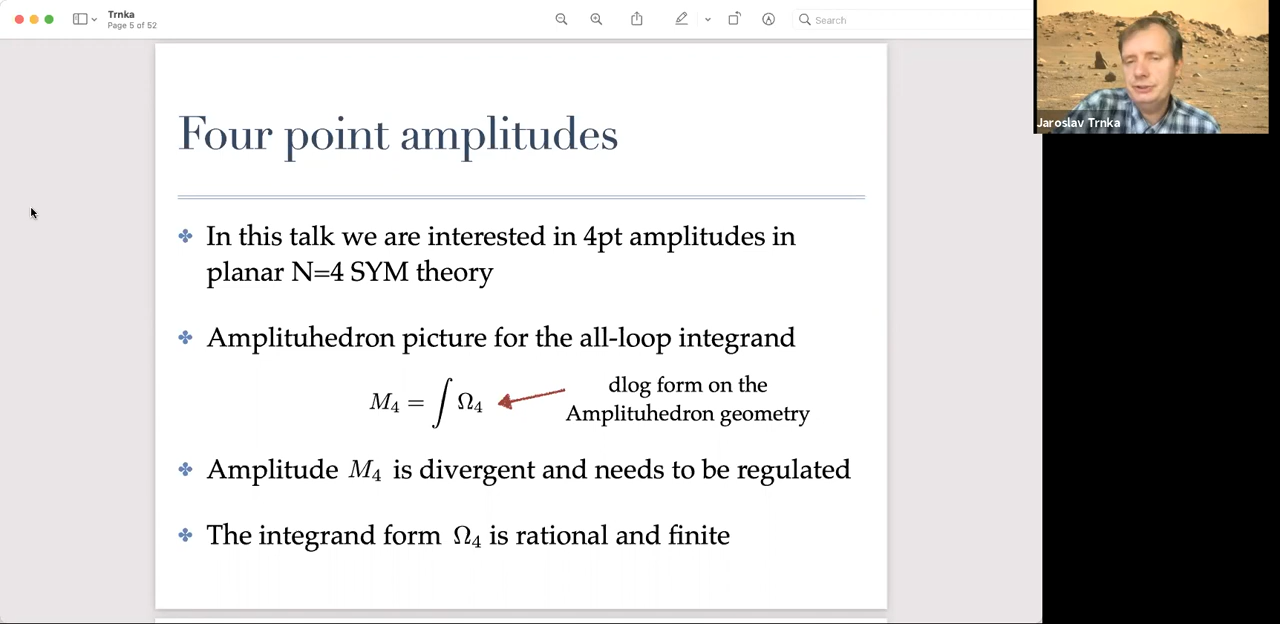 Trnka
Page 5 of 52
Search
Jaroslav Trnka
Four point amplitudes
In this talk we are interested in 4pt amplitudes in
planar N=4 SYM theory
Amplituhedron picture for the all-loop integrand
M₄ = ∫ Ω₄
dlog form on the
Amplituhedron geometry
Amplitude M₄ is divergent and needs to be regulated
The integrand form Ω₄ is rational and finite